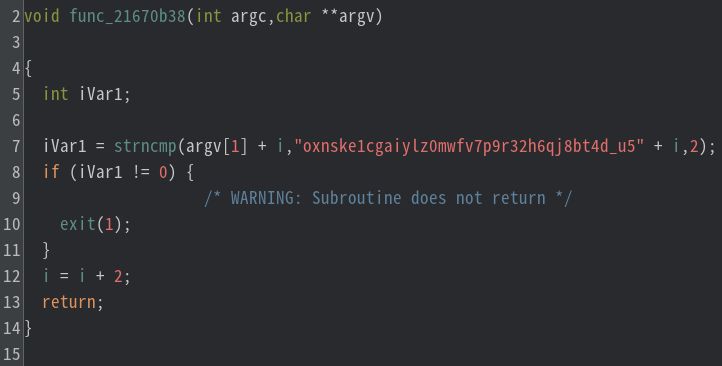 2 void func_21670b38(int argc,char **argv)
3
4 {
5   int iVar1;
6
7   iVar1 = strncmp(argv[1] + i,"oxnske1cgaiylz0mwfv7p9r32h6qj8bt4d_u5" + i,2);
8   if (iVar1 != 0) {
9                     /* WARNING: Subroutine does not return */
10     exit(1);
11   }
12   i = i + 2;
13   return;
14 }
15